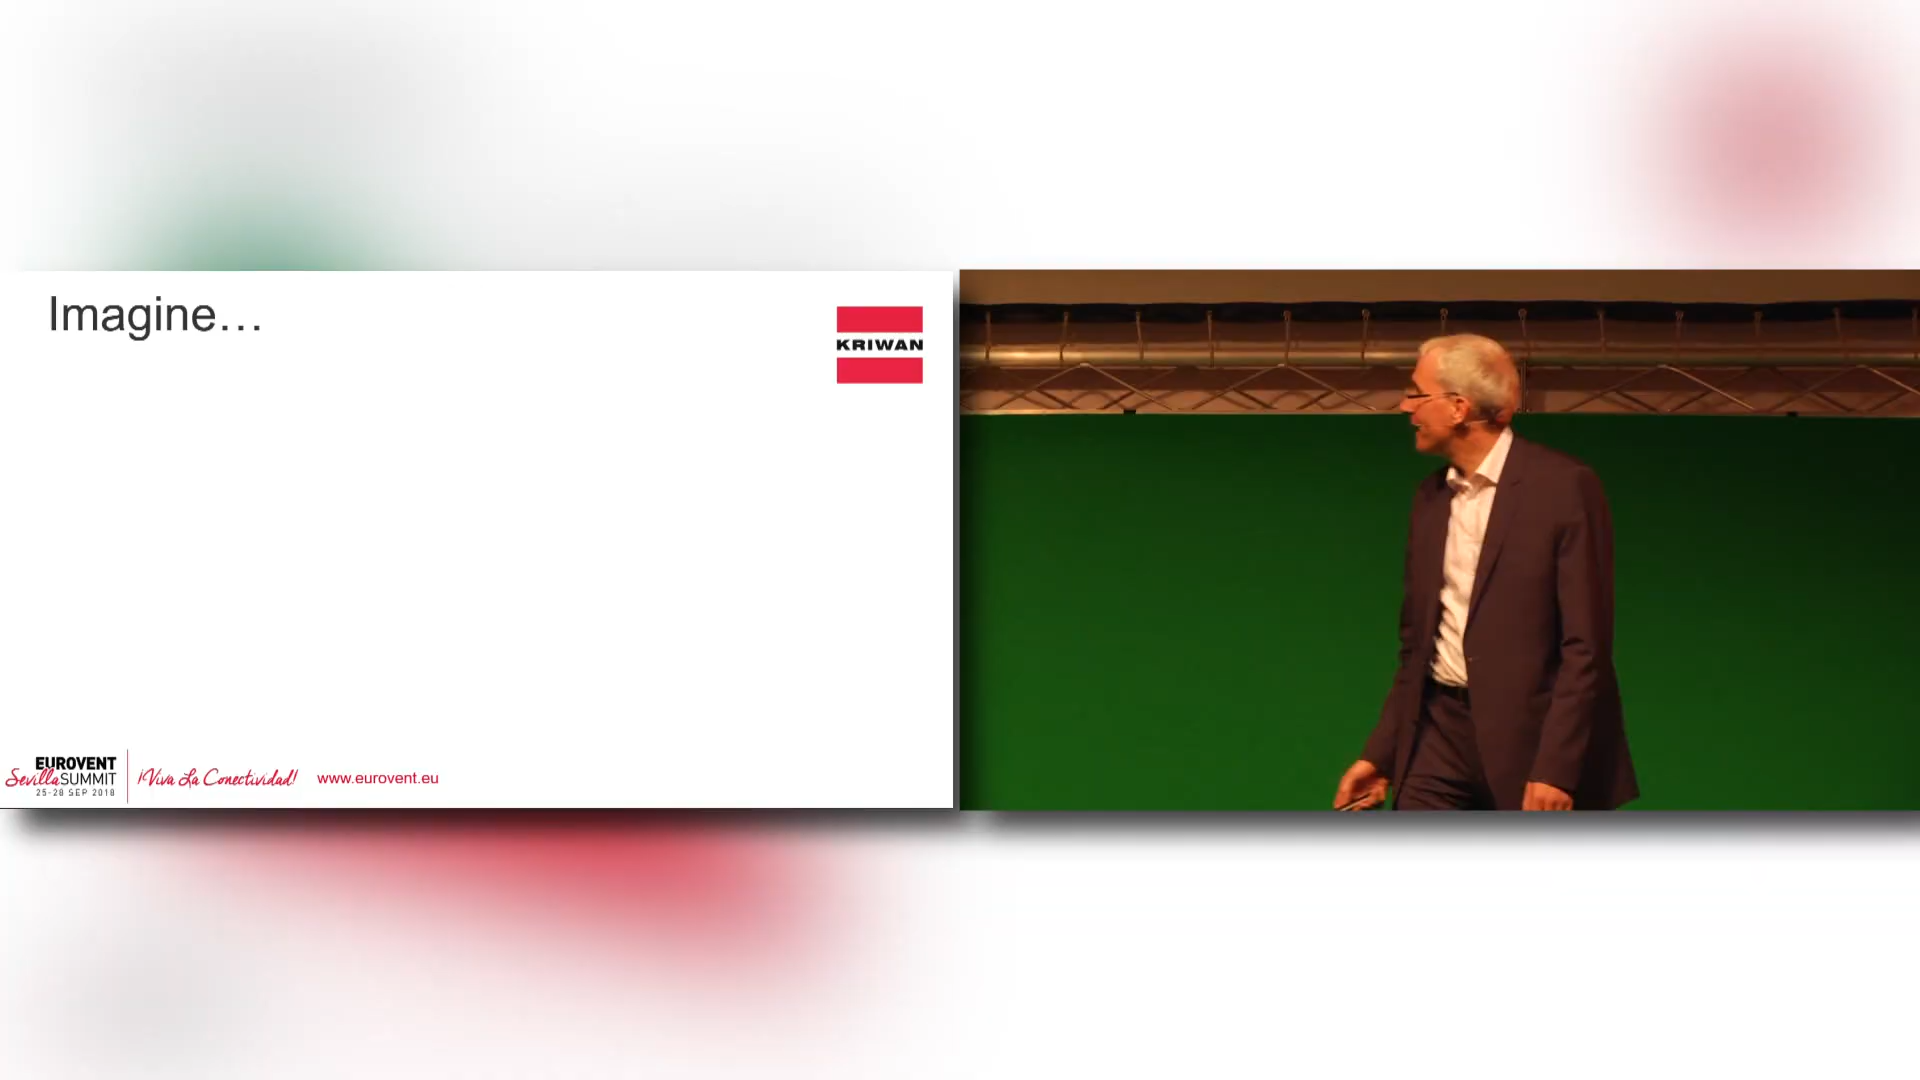 Imagine…
KRIWAN
EUROVENT
Sevilla SUMMIT
25-28 SEP 2018
¡Viva La Conectividad!
www.eurovent.eu